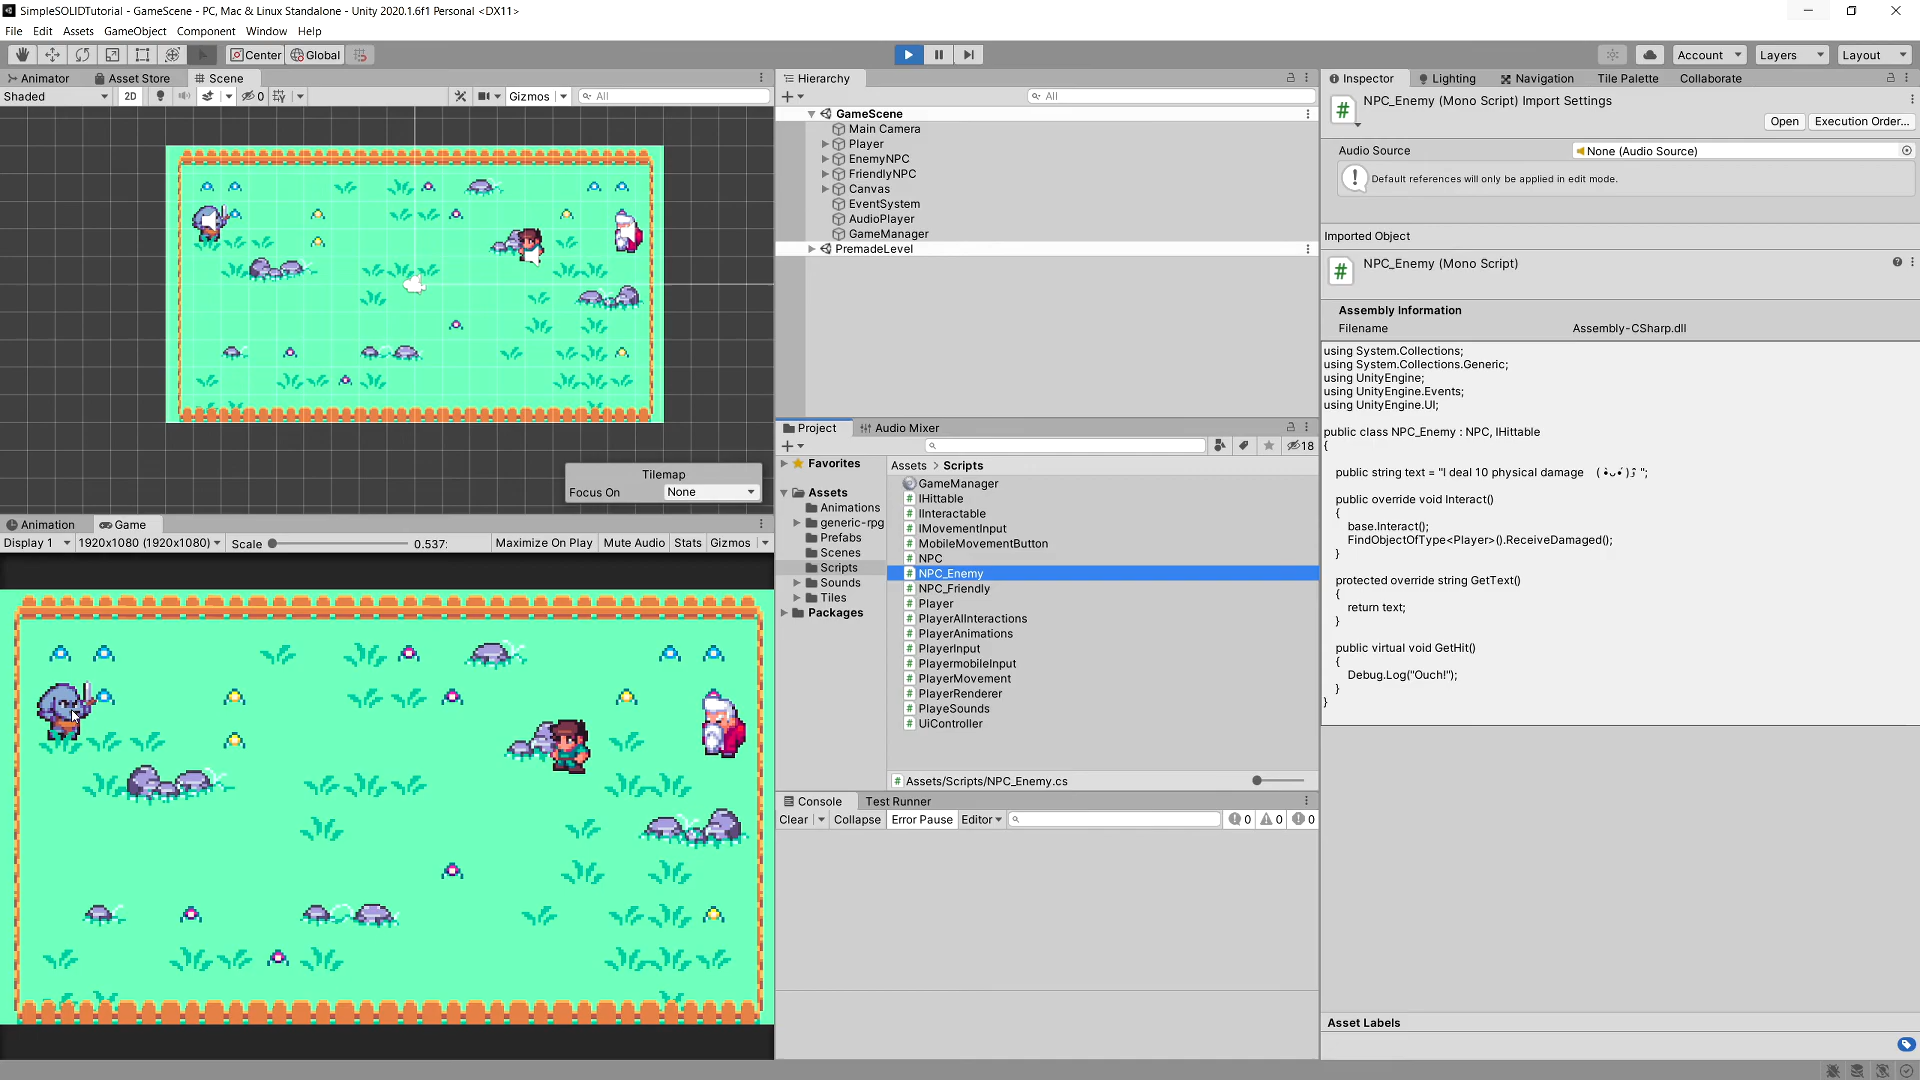 SimpleSOLIDTutorial - GameScene - PC, Mac & Linux Standalone - Unity 2020.1.6f1 Personal <DX11>
File Edit Assets GameObject Component Window Help
Center Global
Account Layers Layout
Animator Asset Store Scene
Shaded 2D 0 Gizmos All
Tilemap
Focus On None
Animation Game
Display 1 1920x1080 (1920x1080) Scale 0.537: Maximize On Play Mute Audio Stats Gizmos
Hierarchy
All
GameScene
Main Camera
Player
EnemyNPC
FriendlyNPC
Canvas
EventSystem
AudioPlayer
GameManager
PremadeLevel
Project Audio Mixer
18
Favorites
Assets
Animations
generic-rpg
Prefabs
Scenes
Scripts
Sounds
Tiles
Packages
Assets > Scripts
GameManager
IHittable
IInteractable
IMovementInput
MobileMovementButton
NPC
NPC_Enemy
NPC_Friendly
Player
PlayerAIInteractions
PlayerAnimations
PlayerInput
PlayermobileInput
PlayerMovement
PlayerRenderer
PlayeSounds
UiController
Assets/Scripts/NPC_Enemy.cs
Console Test Runner
Clear Collapse Error Pause Editor 0 0 0
Inspector Lighting Navigation Tile Palette Collaborate
NPC_Enemy (Mono Script) Import Settings
Open Execution Order...
Audio Source None (Audio Source)
Default references will only be applied in edit mode.
Imported Object
NPC_Enemy (Mono Script)
Assembly Information
Filename Assembly-CSharp.dll
using System.Collections;
using System.Collections.Generic;
using UnityEngine;
using UnityEngine.Events;
using UnityEngine.UI;
public class NPC_Enemy : NPC, IHittable
{
public string text = "I deal 10 physical damage ( •̀ᴗ•́ )و ̑̑ ";
public override void Interact()
{
base.Interact();
FindObjectOfType<Player>().ReceiveDamaged();
}
protected override string GetText()
{
return text;
}
public virtual void GetHit()
{
Debug.Log("Ouch!");
}
}
Asset Labels